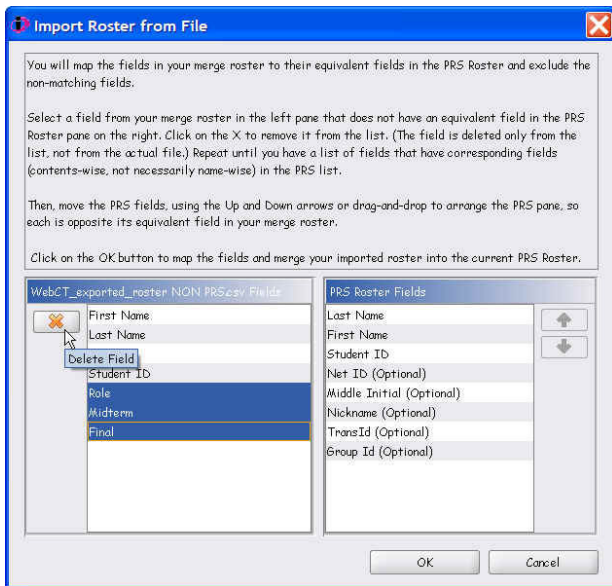 Import Roster from File
You will map the fields in your merge roster to their equivalent fields in the PRS Roster and exclude the
non-matching fields.
Select a field from your merge roster in the left pane that does not have an equivalent field in the PRS
Roster pane on the right. Click on the X to remove it from the list. (The field is deleted only from the
list, not from the actual file.) Repeat until you have a list of fields that have corresponding fields
(contents-wise, not necessarily name-wise) in the PRS list.
Then, move the PRS fields, using the Up and Down arrows or drag-and-drop to arrange the PRS pane, so
each is opposite its equivalent field in your merge roster.
Click on the OK button to map the fields and merge your imported roster into the current PRS Roster.
WebCT_exported_roster NON PRS.csv Fields
First Name
Last Name
Delete Field
Student ID
Role
Midterm
Final
PRS Roster Fields
Last Name
First Name
Student ID
Net ID (Optional)
Middle Initial (Optional)
Nickname (Optional)
TransId (Optional)
Group Id (Optional)
OK
Cancel